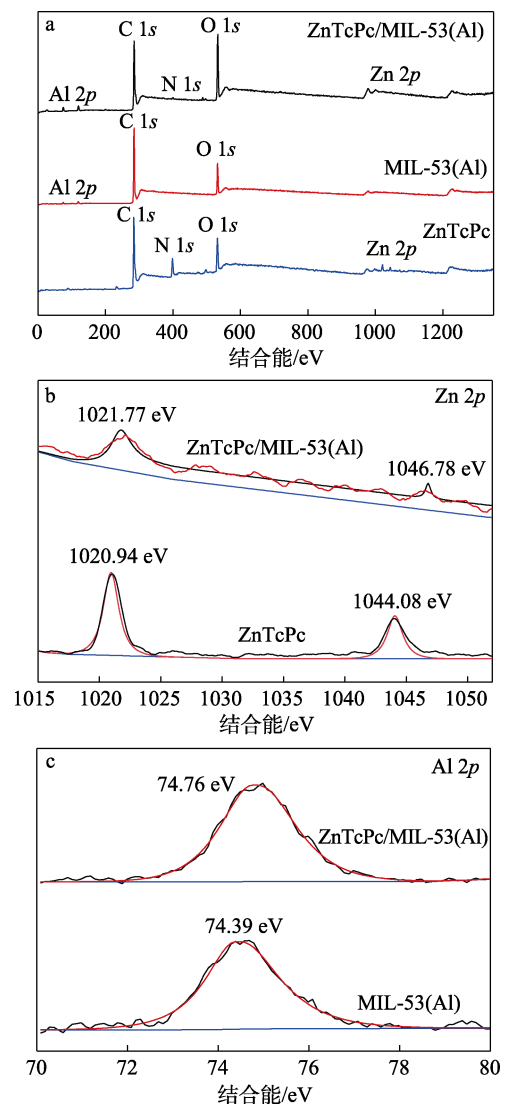 a
ZnTcPc/MIL-53(Al)
C 1s
O 1s
N 1s
Zn 2p
Al 2p
C 1s
O 1s
MIL-53(Al)
Al 2p
C 1s
ZnTcPc
O 1s
N 1s
Zn 2p
0 200 400 600 800 1000 1200
结合能/eV
b
Zn 2p
1021.77 eV
ZnTcPc/MIL-53(Al)
1046.78 eV
1020.94 eV
1044.08 eV
ZnTcPc
1015 1020 1025 1030 1035 1040 1045 1050
结合能/eV
c
Al 2p
74.76 eV
ZnTcPc/MIL-53(Al)
74.39 eV
MIL-53(Al)
70 72 74 76 78 80
结合能/eV